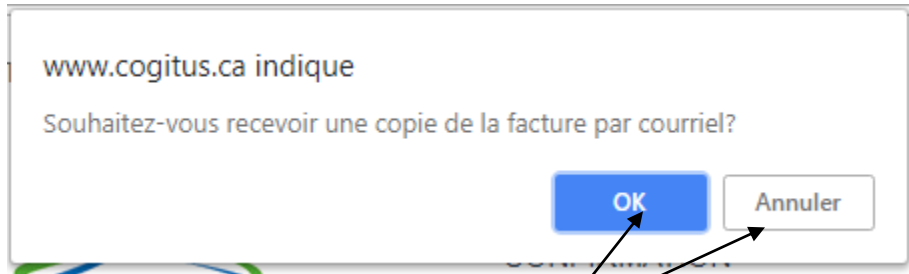 www.cogitus.ca indique
Souhaitez-vous recevoir une copie de la facture par courriel?
OK
Annuler